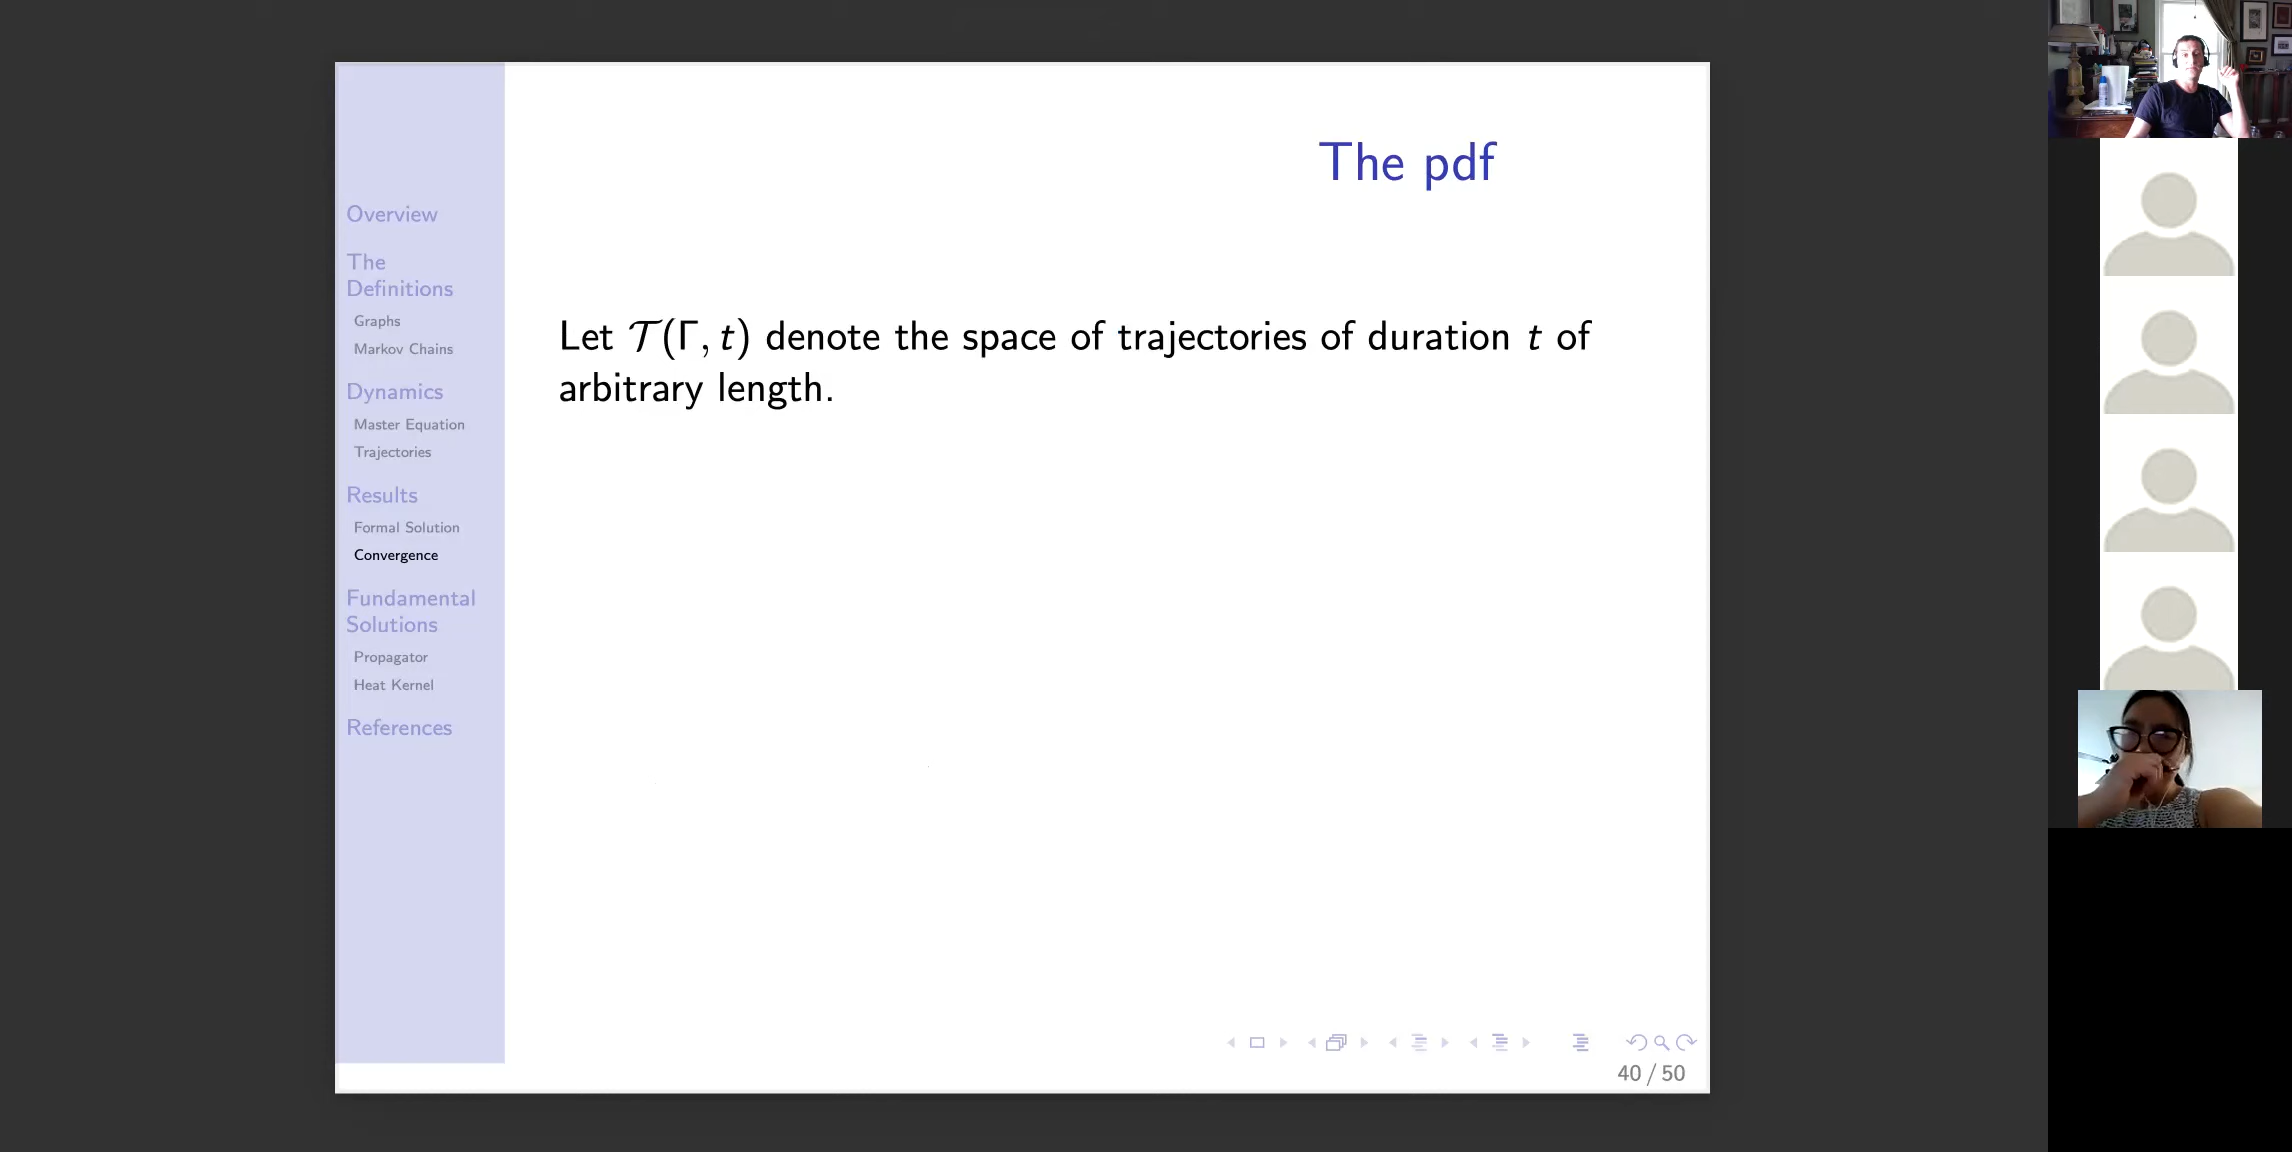 The pdf
Overview
The
Definitions
Graphs
Markov Chains
Dynamics
Master Equation
Trajectories
Results
Formal Solution
Convergence
Fundamental
Solutions
Propagator
Heat Kernel
References
Let 𝒯(Γ, t) denote the space of trajectories of duration t of
arbitrary length.
40 / 50